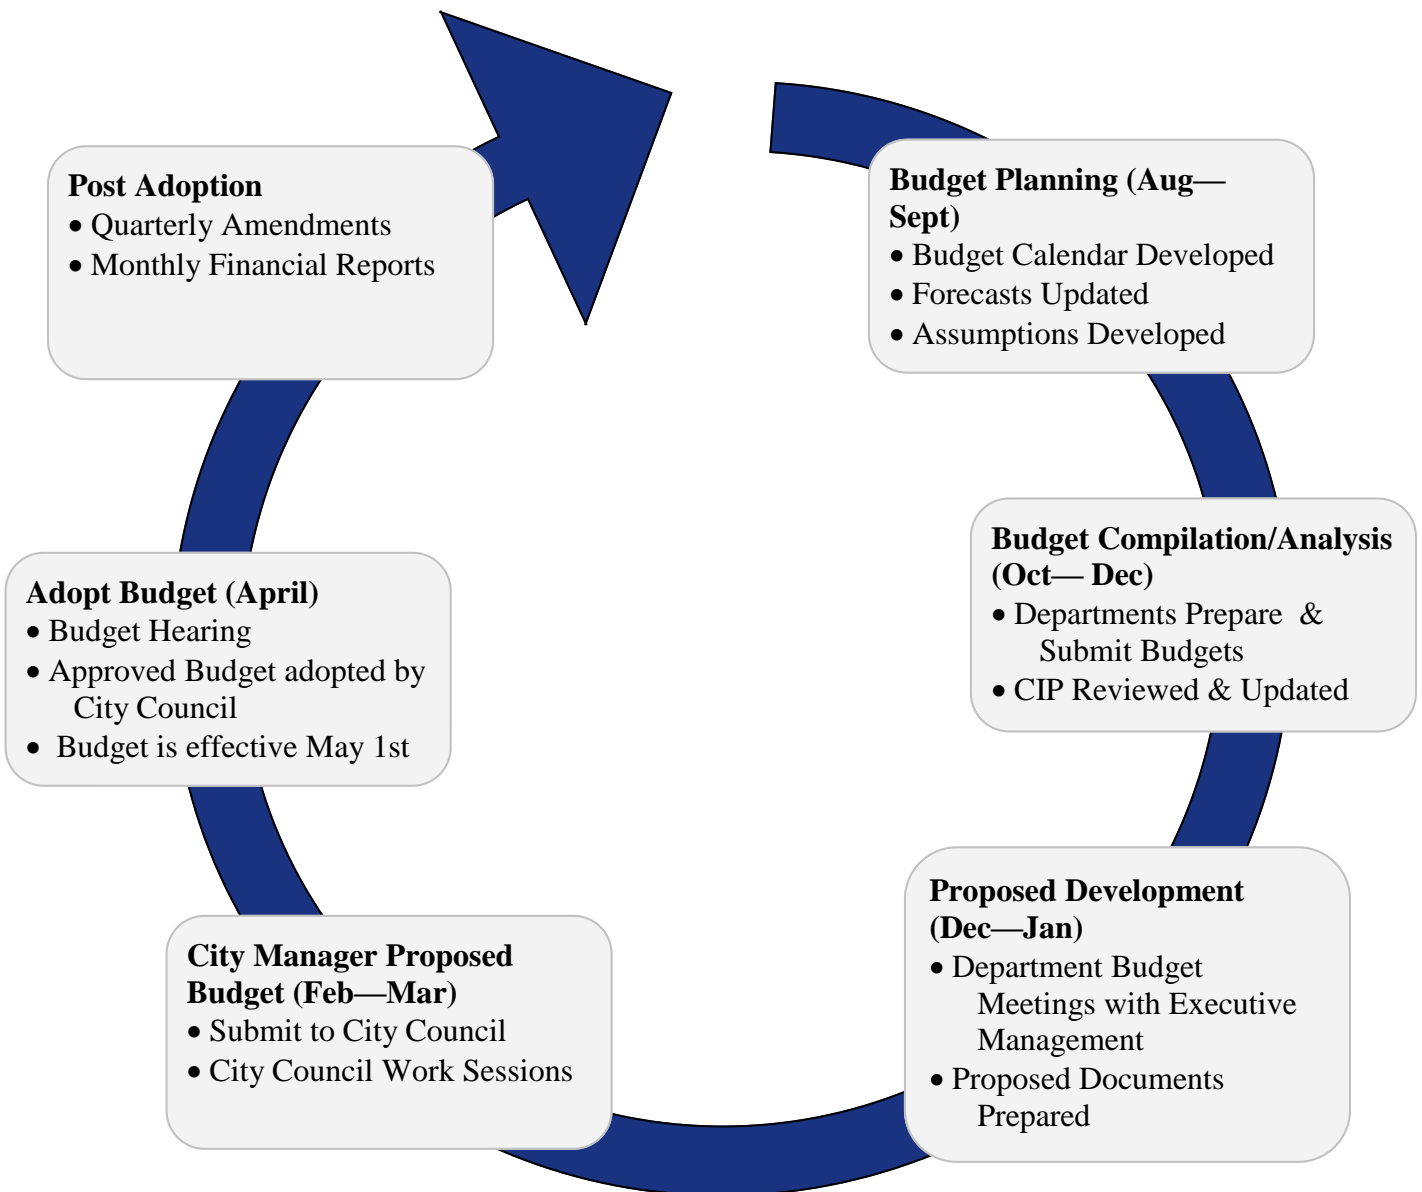 Post Adoption
• Quarterly Amendments
• Monthly Financial Reports
Budget Planning (Aug—
Sept)
• Budget Calendar Developed
• Forecasts Updated
• Assumptions Developed
Budget Compilation/Analysis
(Oct— Dec)
• Departments Prepare  &
Submit Budgets
• CIP Reviewed & Updated
Proposed Development
(Dec—Jan)
• Department Budget
Meetings with Executive
Management
• Proposed Documents
Prepared
City Manager Proposed
Budget (Feb—Mar)
• Submit to City Council
• City Council Work Sessions
Adopt Budget (April)
• Budget Hearing
• Approved Budget adopted by
City Council
•  Budget is effective May 1st